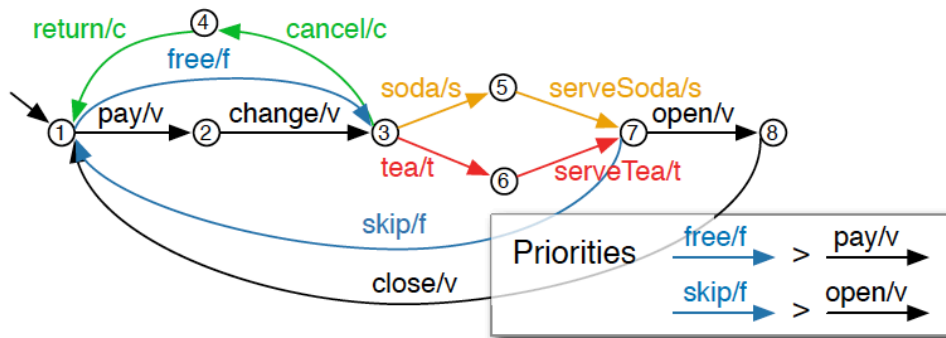 4
return/c cancel/c
free/f
soda/s 5 serveSoda/s
1 pay/v 2 change/v 3 7 open/v 8
tea/t 6 serveTea/t
skip/f
close/v
Priorities
free/f > pay/v
skip/f > open/v